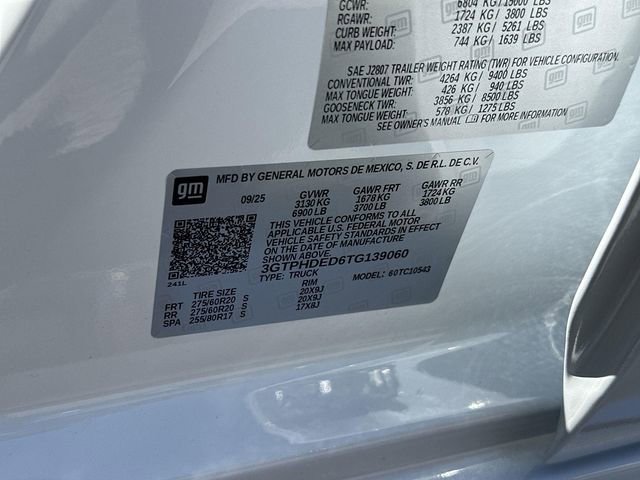 GCWR: 6804 KG/15000 LBS
RGAWR: 1724 KG / 3800 LBS
CURB WEIGHT: 2387 KG/ 5261 LBS
MAX PAYLOAD: 744 KG/ 1639 LBS
SAE J2807 TRAILER WEIGHT RATING (TWR) FOR VEHICLE CONFIGURATION.
CONVENTIONAL TWR: 4264 KG / 9400 LBS
MAX TONGUE WEIGHT: 426 KG/ 940 LBS
GOOSENECK TWR: 3856 KG / 8500 LBS
MAX TONGUE WEIGHT: 578 KG / 1275 LBS
SEE OWNER'S MANUAL FOR MORE INFORMATION
gm
MFD BY GENERAL MOTORS DE MEXICO, S. DE R.L. DE C.V.
09/25 GVWR GAWR FRT GAWR RR
3130 KG 1678 KG 1724 KG
6900 LB 3700 LB 3800 LB
THIS VEHICLE CONFORMS TO ALL
APPLICABLE U.S. FEDERAL MOTOR
VEHICLE SAFETY STANDARDS IN EFFECT
ON THE DATE OF MANUFACTURE SHOWN ABOVE.
3GTPHDED6TG139060
TYPE: TRUCK MODEL: 60TC10543
241L
TIRE SIZE RIM
FRT 275/60R20 S 20X9J
RR 275/60R20 S 20X9J
SPA 255/80R17 S 17X8J